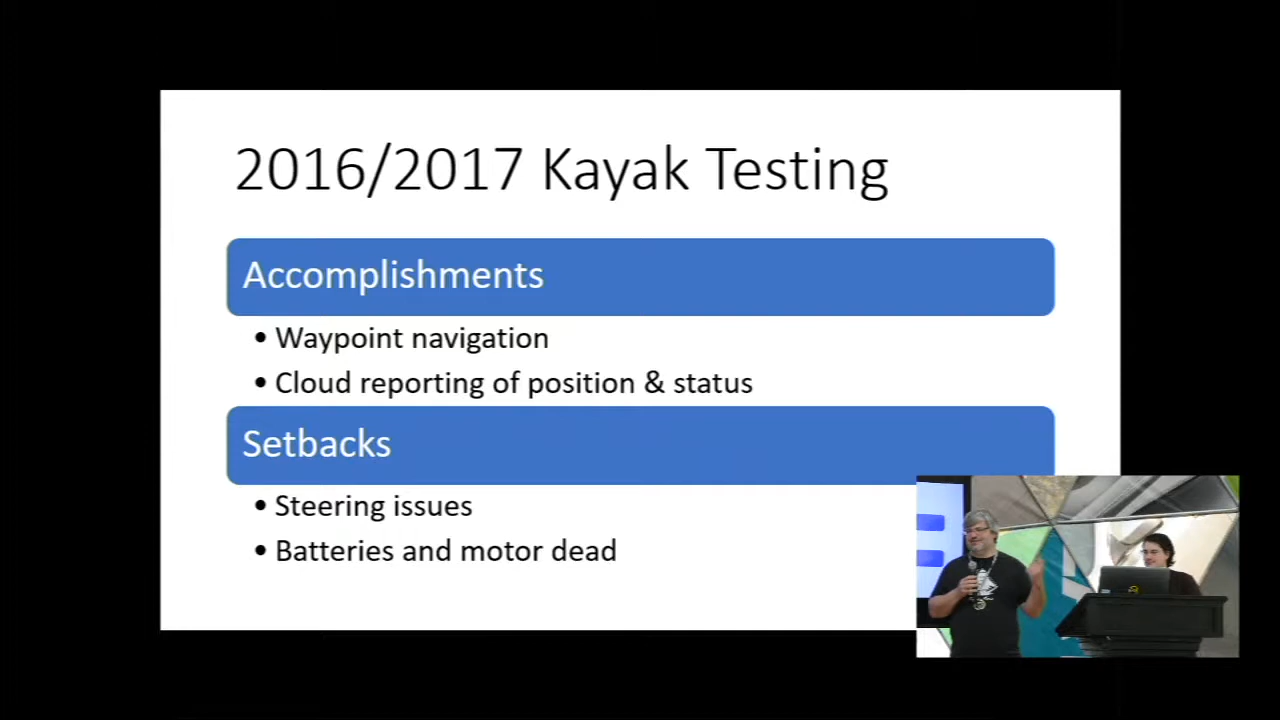 2016/2017 Kayak Testing
Accomplishments
• Waypoint navigation
• Cloud reporting of position & status
Setbacks
• Steering issues
• Batteries and motor dead